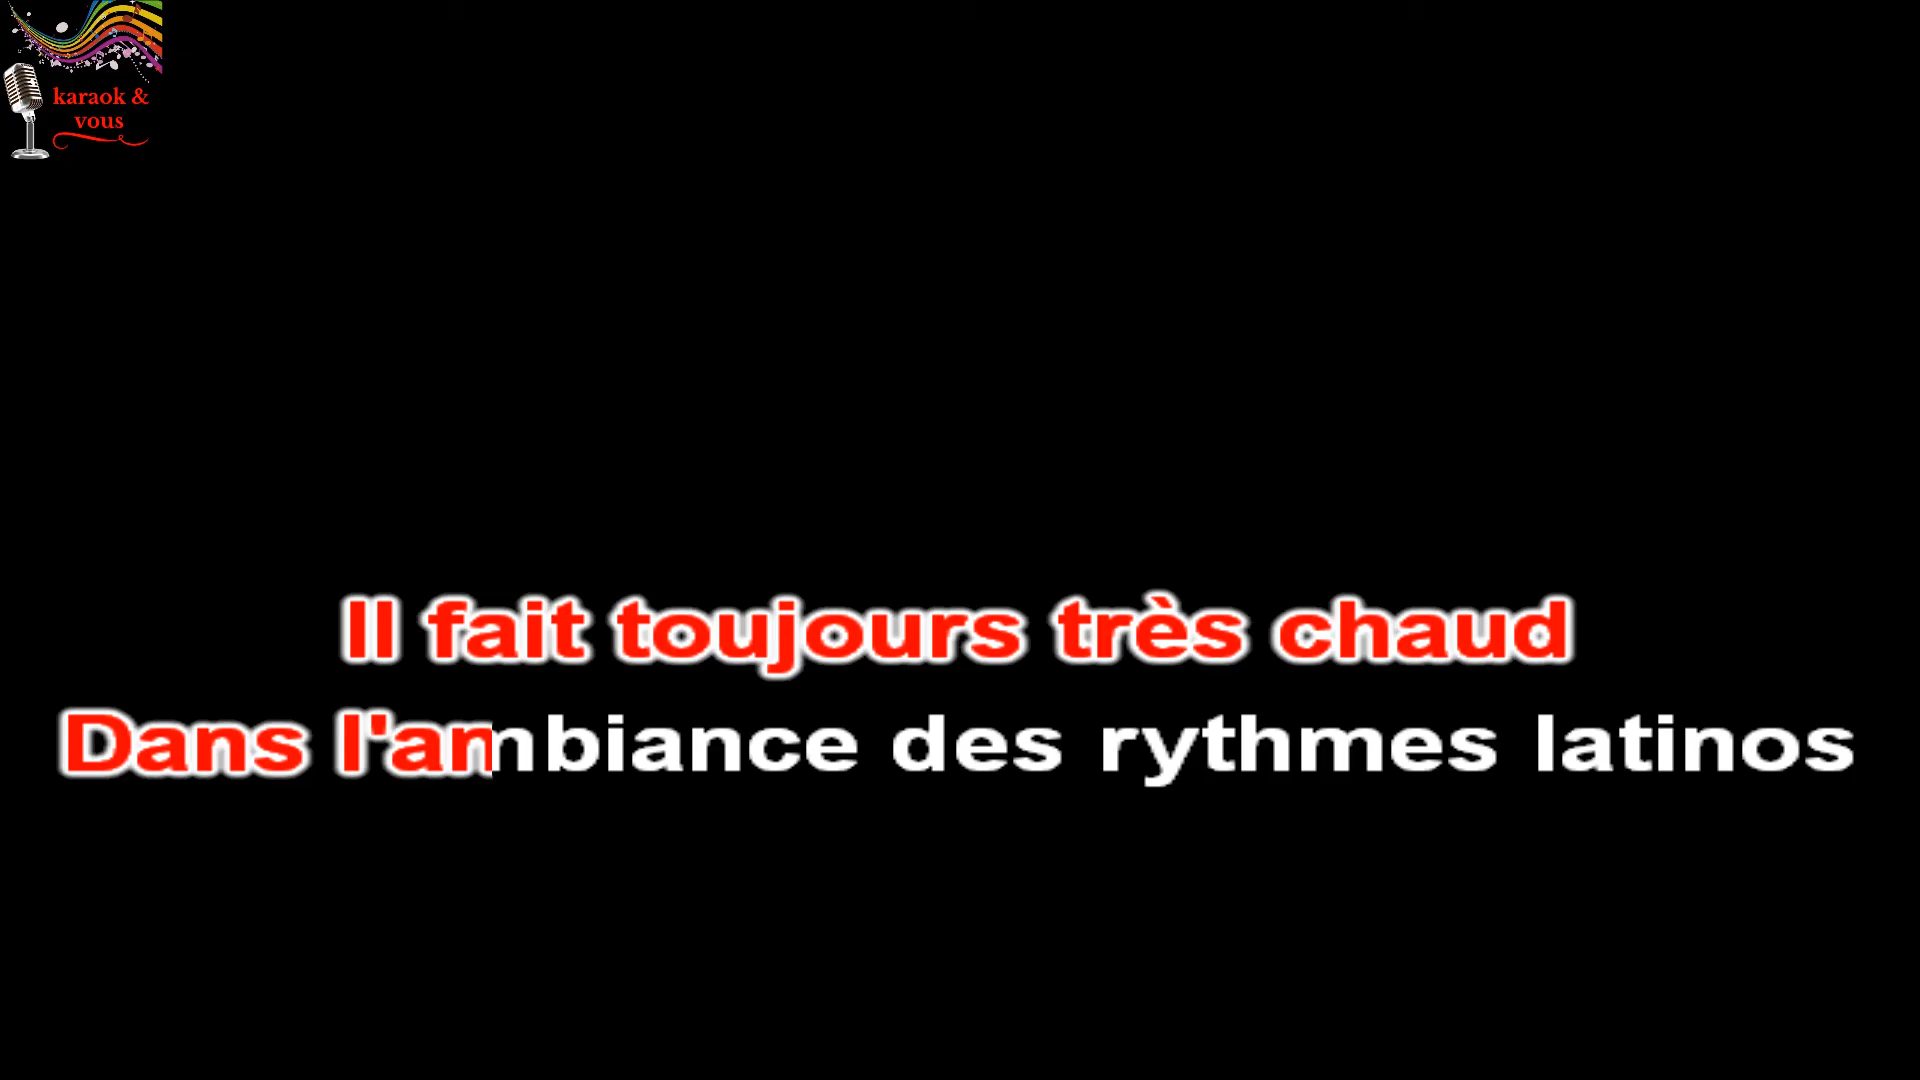 karaok &
vous
Il fait toujours très chaud
Dans l'ambiance des rythmes latinos